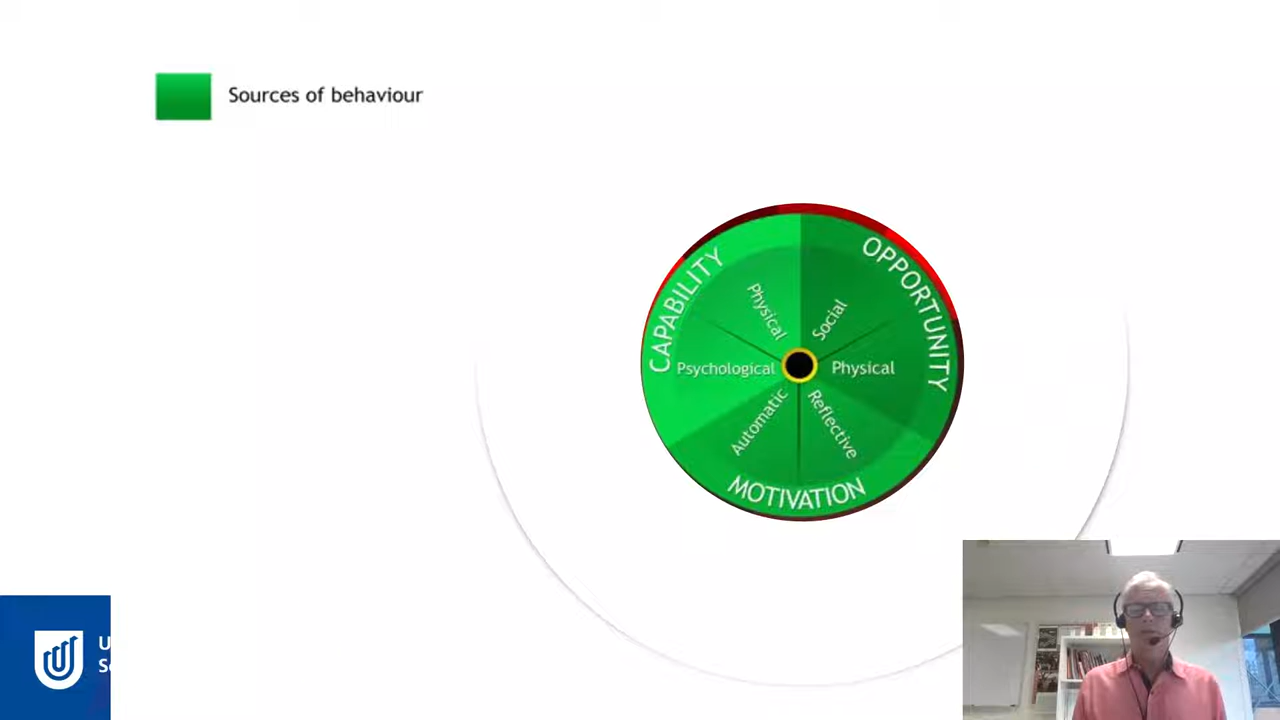 Sources of behaviour
CAPABILITY
OPPORTUNITY
Physical
Social
Psychological
Physical
Automatic
Reflective
MOTIVATION